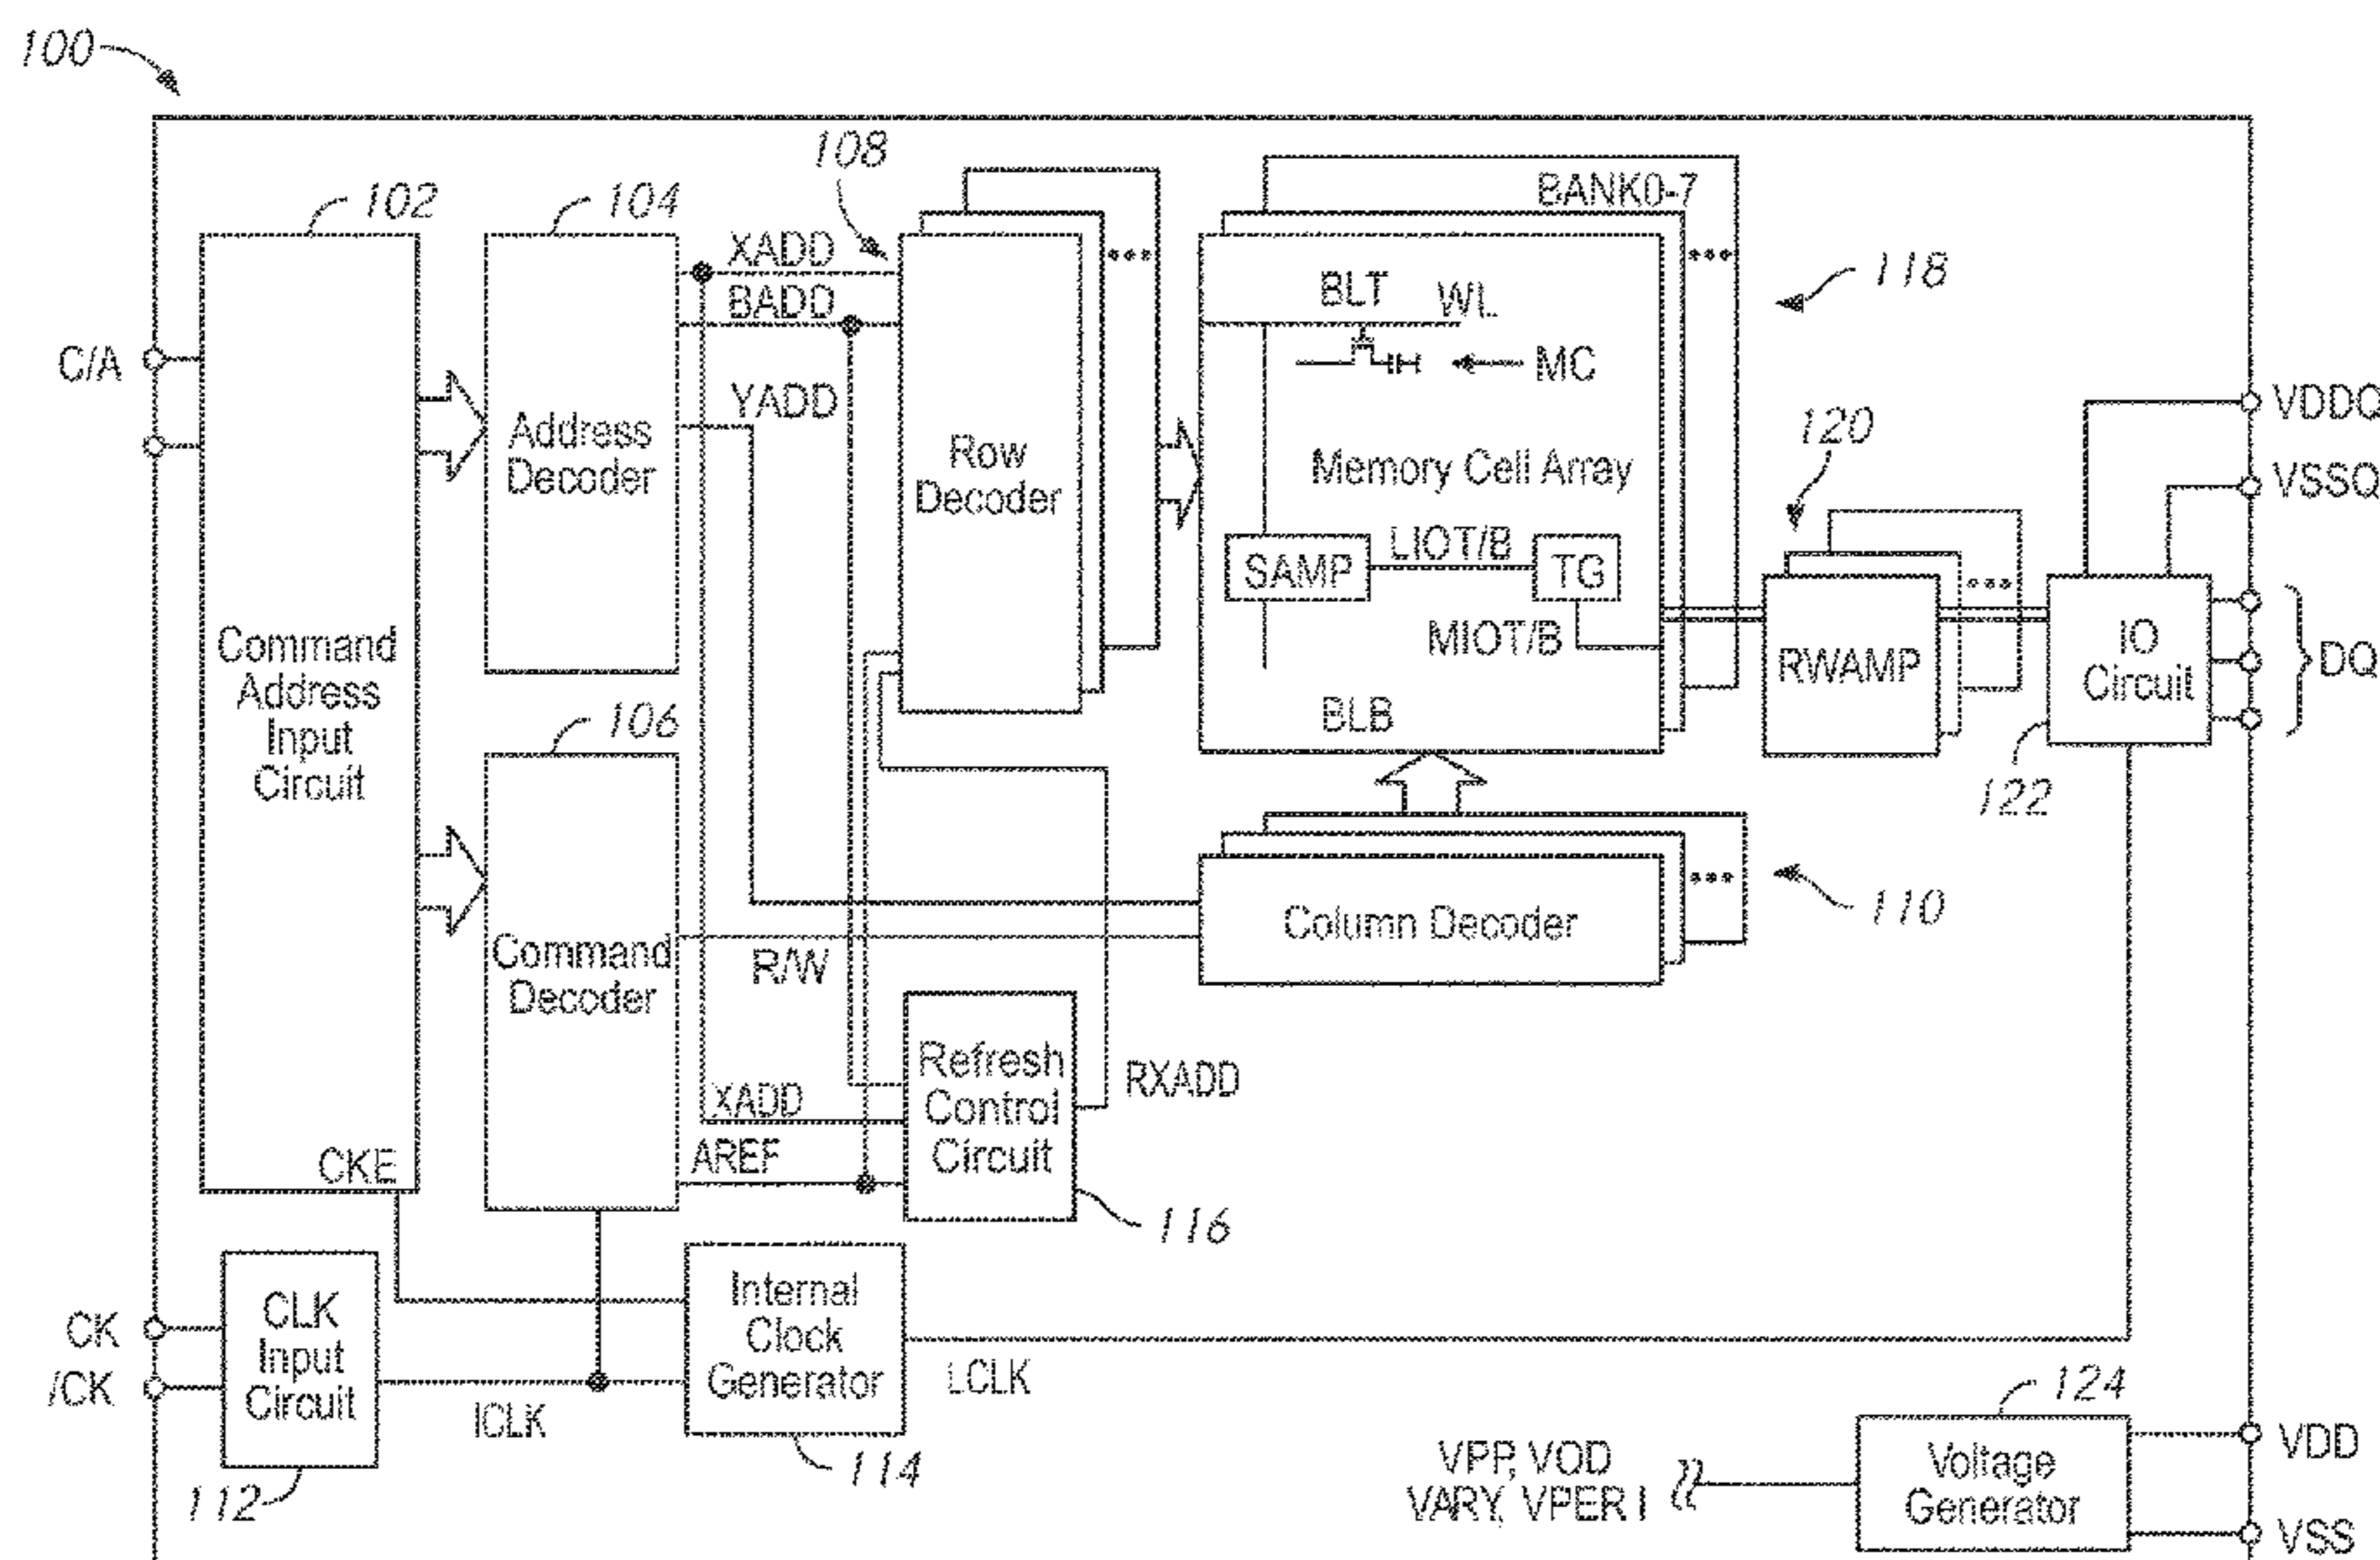 100
108
102
104
BANK0-7
XADD
BADD
118
BLT
WL
C/A
MC
YADD
VDDQ
120
Address
Decoder
Row
Decoder
Memory Cell Array
VSSQ
LIOT/B
SAMP
TG
Command
Address
Input
Circuit
MIOT/B
RWAMP
IO
Circuit
DQ
106
BLB
122
Command
Decoder
Column Decoder
110
R/W
Refresh
Control
Circuit
RXADD
XADD
AREF
CKE
116
CK
/CK
CLK
Input
Circuit
Internal
Clock
Generator
ICLK
LCLK
112
114
124
VPP, VOD
VARY, VPERI
Voltage
Generator
VDD
VSS